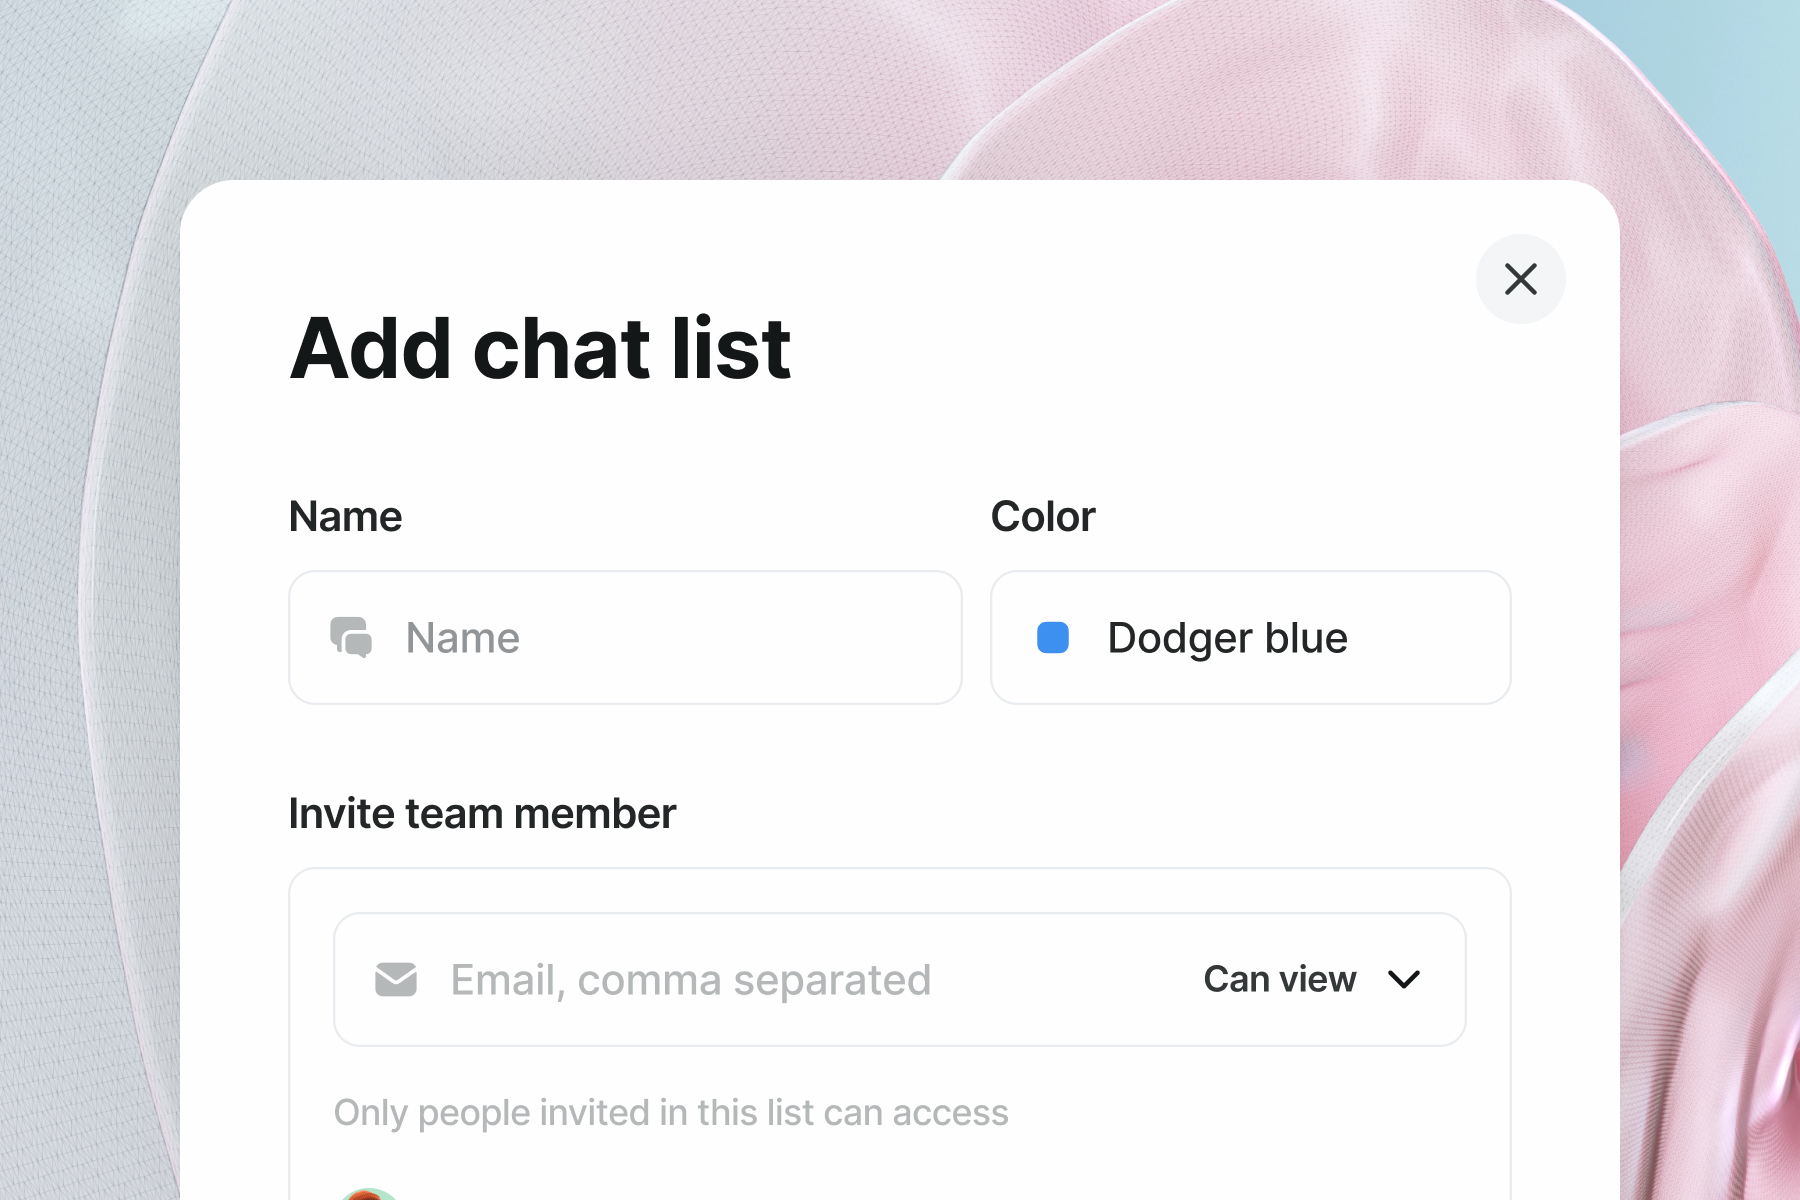 Add chat list
Name
Color
Name
Dodger blue
Invite team member
Email, comma separated
Can view
Only people invited in this list can access